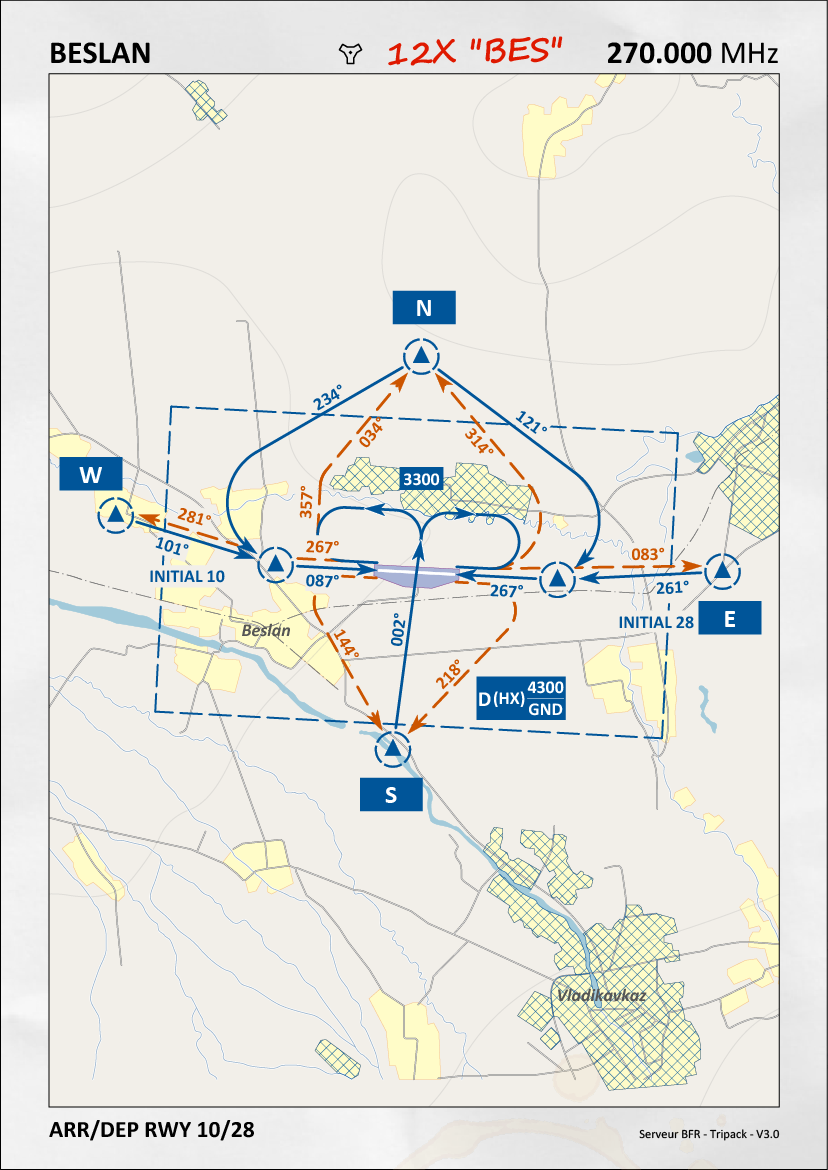 BESLAN
12X "BES"
270.000 MHz
N
234°
121°
034°
314°
W
3300
357°
281°
101°
267°
083°
INITIAL 10
087°
267°
261°
E
INITIAL 28
Beslan
002°
144°
218°
D (HX) 4300
GND
S
Vladikavkaz
ARR/DEP RWY 10/28
Serveur BFR - Tripack - V3.0